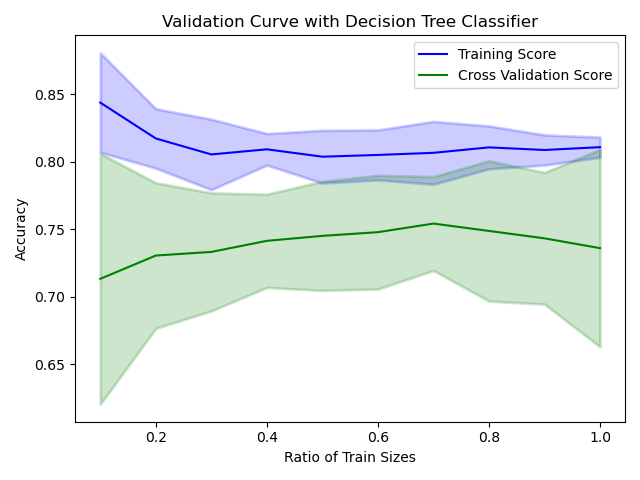 Validation Curve with Decision Tree Classifier
Training Score
Cross Validation Score
0.85
0.80
0.75
0.70
0.65
Accuracy
0.2 0.4 0.6 0.8 1.0
Ratio of Train Sizes